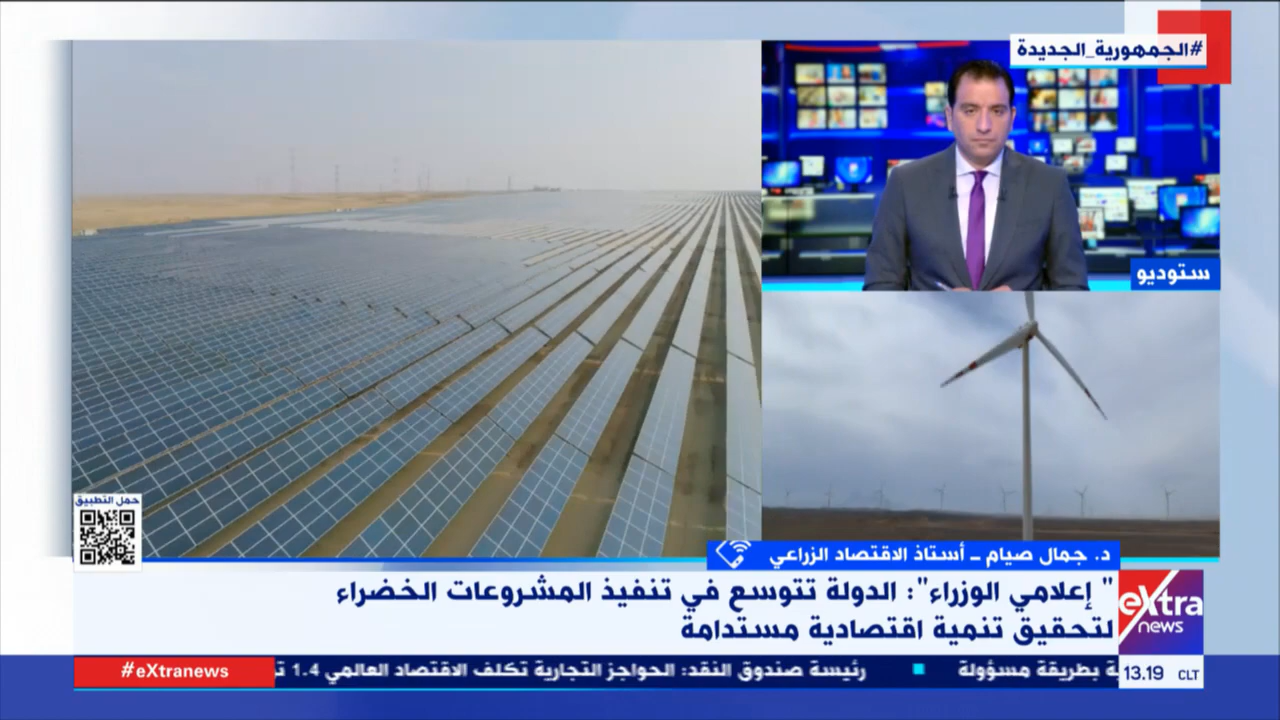 #الجمهورية_الجديدة
ستوديو
حمل التطبيق
د. جمال صيام – أستاذ الاقتصاد الزراعي
" إعلامي الوزراء": الدولة تتوسع في تنفيذ المشروعات الخضراء
لتحقيق تنمية اقتصادية مستدامة
eXtra
news
#eXtranews
بطريقة مسؤولة ■ رئيسة صندوق النقد: الحواجز التجارية تكلف الاقتصاد العالمي 1.4
13.19 CLT